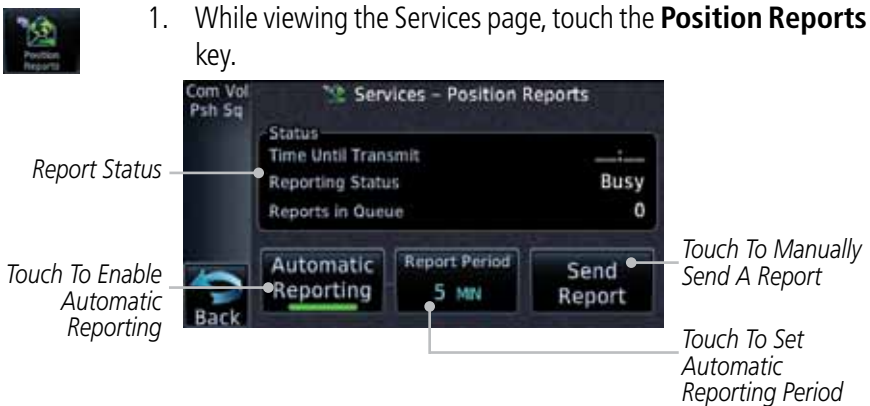 Position
Reports
1. While viewing the Services page, touch the Position Reports
key.
Com Vol
Psh Sq
Services – Position Reports
Status
Time Until Transmit __:__
Reporting Status Busy
Reports in Queue 0
Automatic
Reporting
Report Period
5 MIN
Send
Report
Back
Report Status
Touch To Enable
Automatic
Reporting
Touch To Manually
Send A Report
Touch To Set
Automatic
Reporting Period